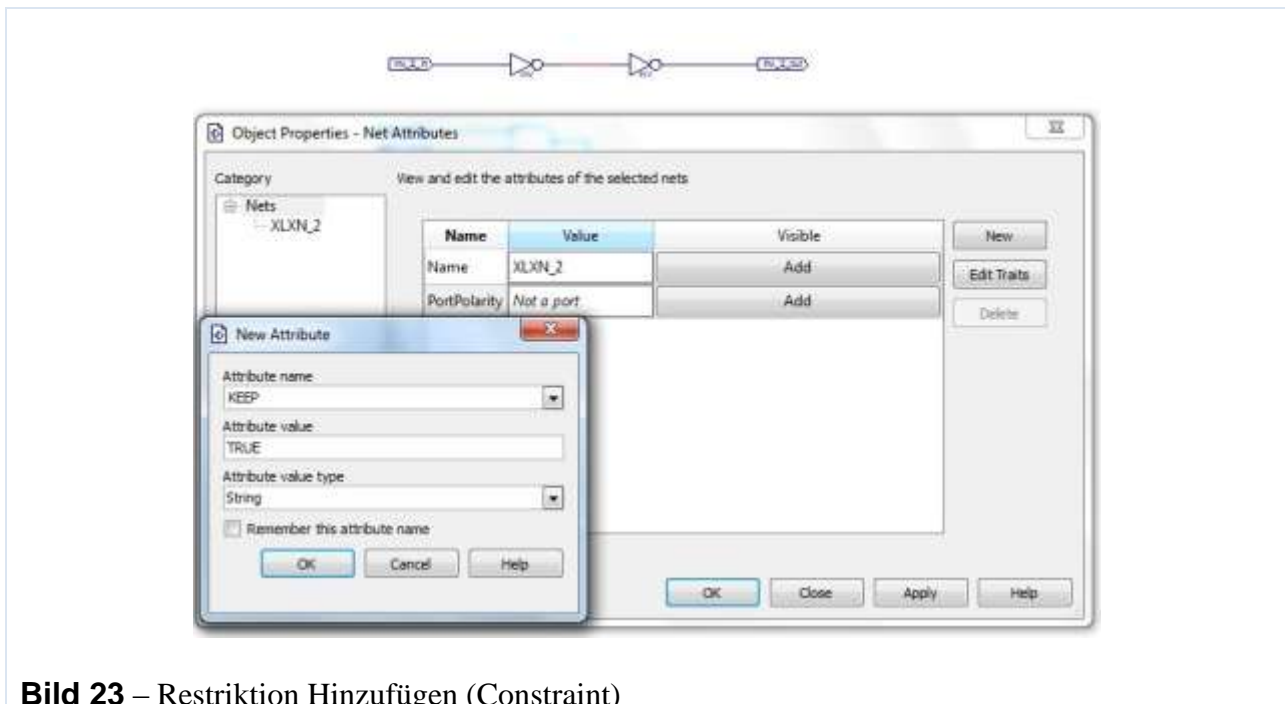 Object Properties - Net Attributes
Category
View and edit the attributes of the selected nets
Nets
XLXN_2
Name Value Visible
New
Name XLXN_2 Add
Edit Traits
PortPolarity Not a port Add
Delete
New Attribute
Attribute name
KEEP
Attribute value
TRUE
Attribute value type
String
Remember this attribute name
OK Cancel Help
OK Close Apply Help
Bild 23 – Restriktion Hinzufügen (Constraint)